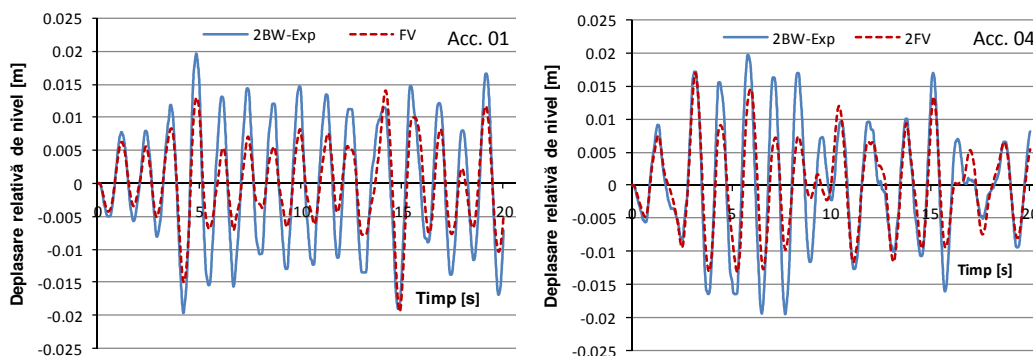 Deplasare relativă de nivel [m]
0.025
0.02
0.015
0.01
0.005
0
-0.005
-0.01
-0.015
-0.02
-0.025
2BW-Exp FV Acc. 01
0 5 10 15 20
Timp [s]
Deplasare relativă de nivel [m]
0.025
0.02
0.015
0.01
0.005
0
-0.005
-0.01
-0.015
-0.02
-0.025
2BW-Exp 2FV Acc. 04
0 5 10 15 20
Timp [s]